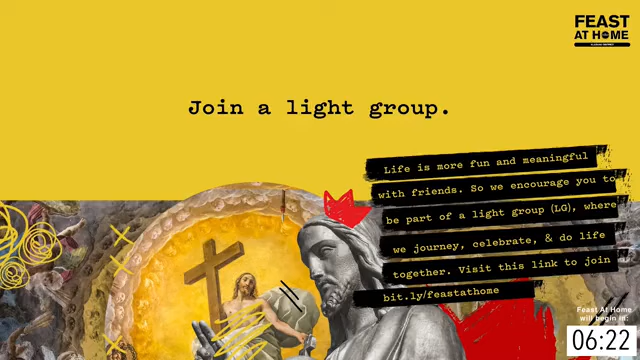 FEAST
AT HOME
Join a light group.
Life is more fun and meaningful
with friends. So we encourage you to
be part of a light group (LG), where
we journey, celebrate, & do life
together. Visit this link to join
bit.ly/feastathome
Feast At Home
will begin in:
06:22